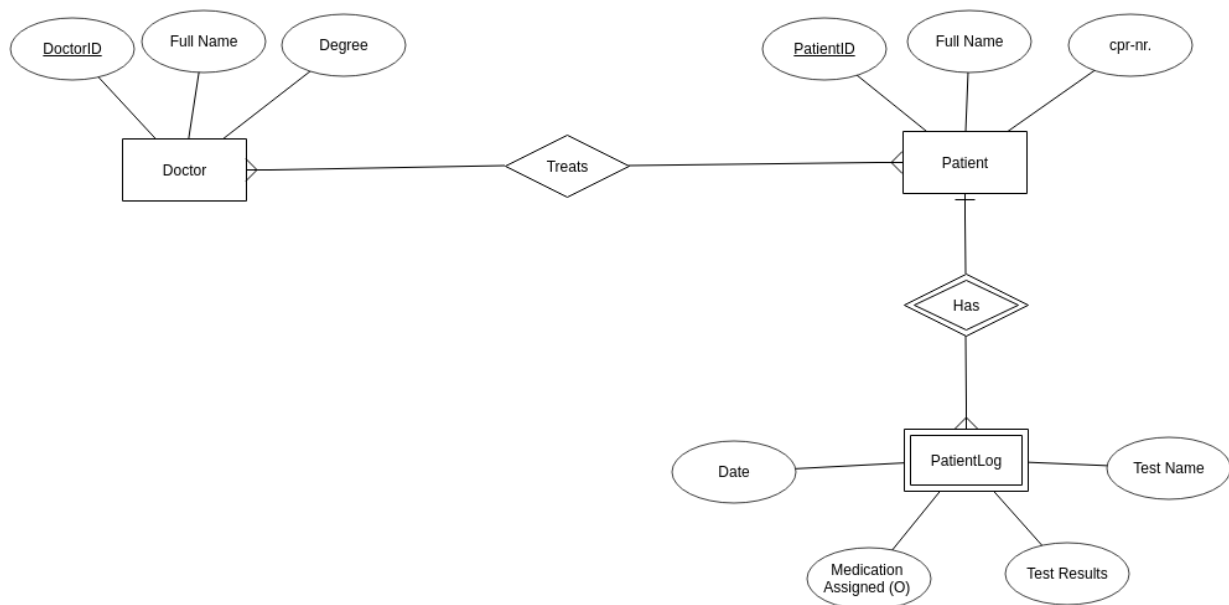 DoctorID
Full Name
Degree
PatientID
Full Name
cpr-nr.
Doctor
Treats
Patient
Has
Date
PatientLog
Test Name
Medication
Assigned (O)
Test Results